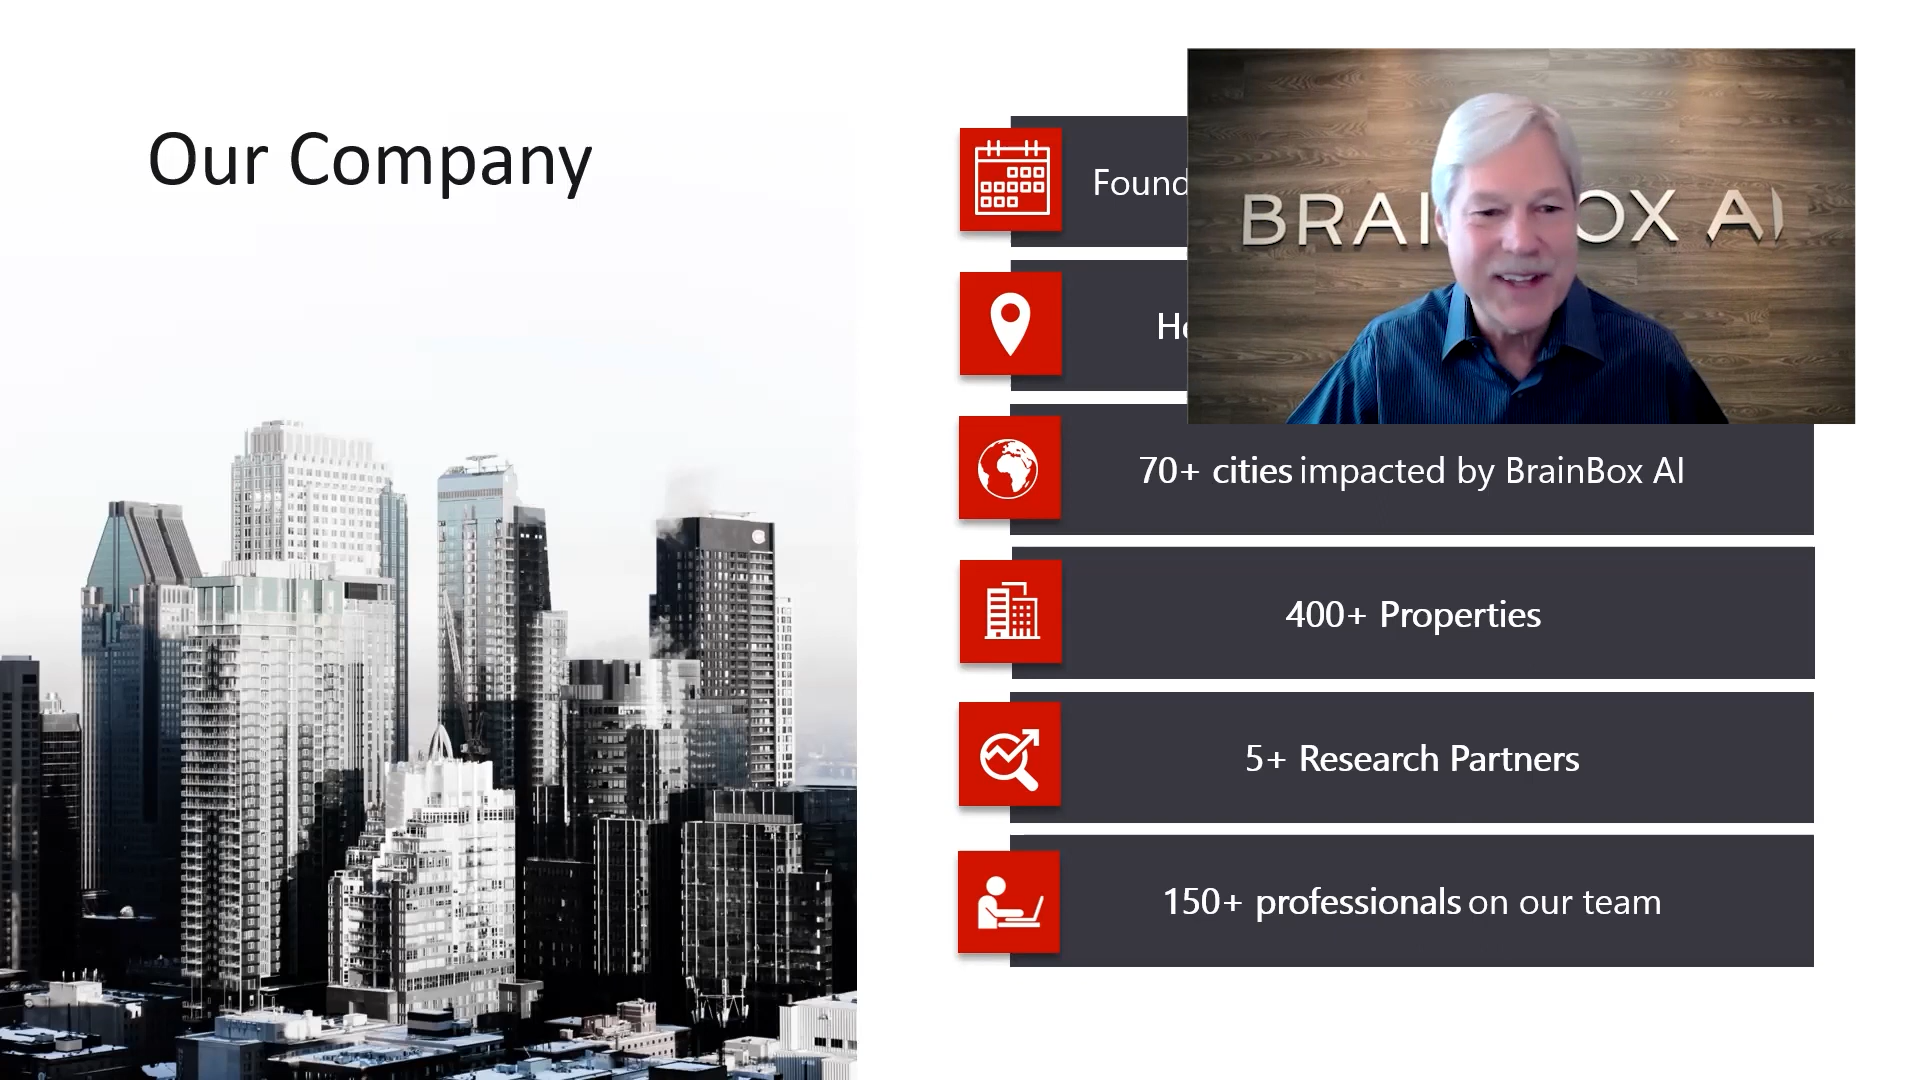 Our Company
Found
He
BRAI OX AI
70+ cities impacted by BrainBox AI
400+ Properties
5+ Research Partners
150+ professionals on our team